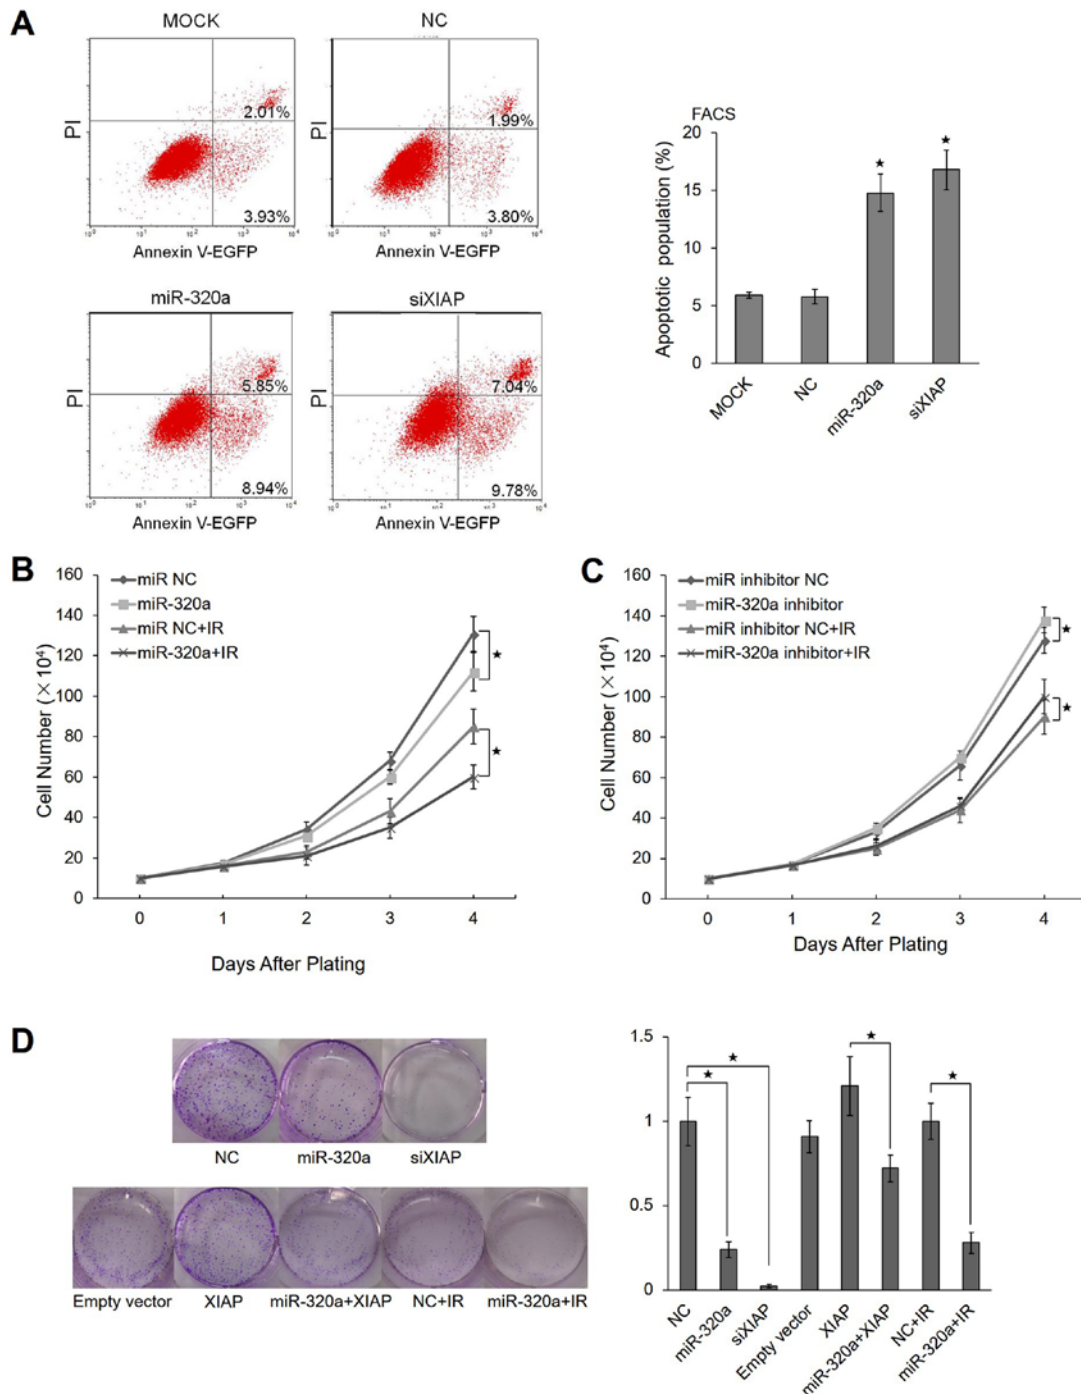 A
MOCK
NC
PI
2.01%
3.93%
Annexin V-EGFP
PI
1.99%
3.80%
Annexin V-EGFP
miR-320a
siXIAP
PI
5.85%
8.94%
Annexin V-EGFP
PI
7.04%
9.78%
Annexin V-EGFP
FACS
Apoptotic population (%)
20
15
10
5
0
★
★
MOCK
NC
miR-320a
siXIAP
B
miR NC
miR-320a
miR NC+IR
miR-320a+IR
Cell Number (×10⁴)
160
140
120
100
80
60
40
20
0
★
★
0 1 2 3 4
Days After Plating
C
miR inhibitor NC
miR-320a inhibitor
miR inhibitor NC+IR
miR-320a inhibitor+IR
Cell Number (×10⁴)
160
140
120
100
80
60
40
20
0
★
★
0 1 2 3 4
Days After Plating
D
NC miR-320a siXIAP
Empty vector XIAP miR-320a+XIAP NC+IR miR-320a+IR
1.5
1
0.5
0
★
★
★
★
NC
miR-320a
siXIAP
Empty vector
XIAP
miR-320a+XIAP
NC+IR
miR-320a+IR